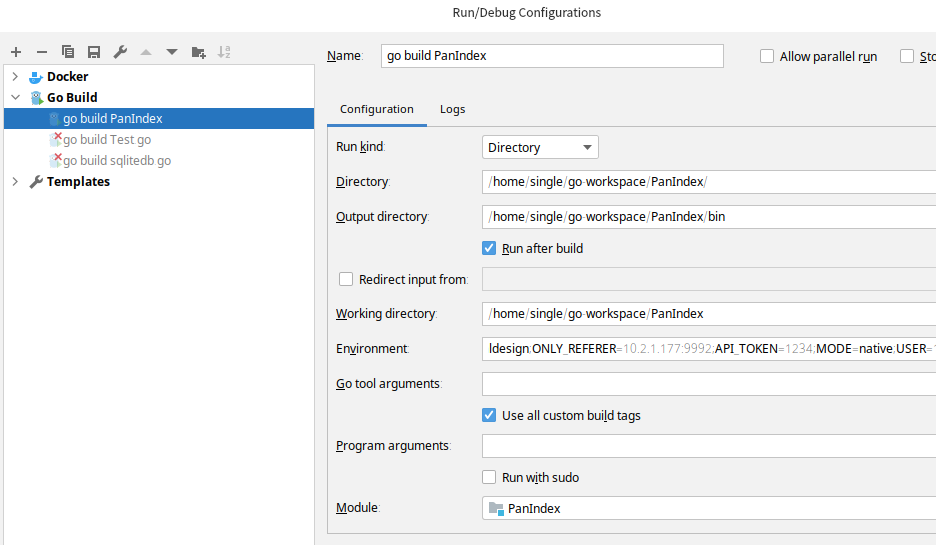 Run/Debug Configurations
Name: go build PanIndex Allow parallel run
Docker
Go Build
go build PanIndex
go build Test go
go build sqlitedb go
Templates
Configuration Logs
Run kind: Directory
Directory: /home/single/go-workspace/PanIndex/
Output directory: /home/single/go-workspace/PanIndex/bin
Run after build
Redirect input from:
Working directory: /home/single/go-workspace/PanIndex
Environment: ldesign;ONLY_REFERER=10.2.1.177:9992;API_TOKEN=1234;MODE=native;USER=
Go tool arguments:
Use all custom build tags
Program arguments:
Run with sudo
Module: PanIndex